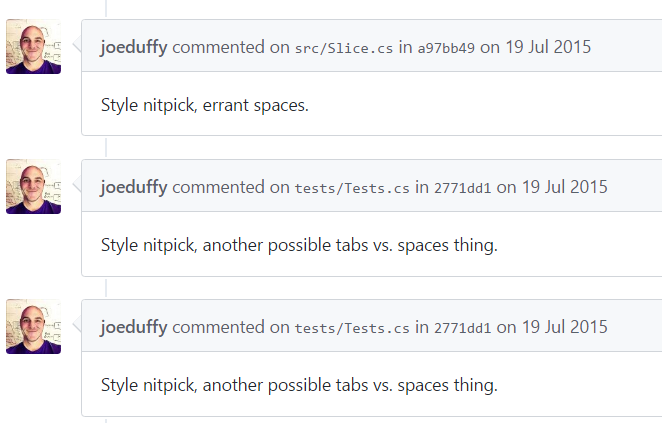 joeduffy commented on src/Slice.cs in a97bb49 on 19 Jul 2015
Style nitpick, errant spaces.
joeduffy commented on tests/Tests.cs in 2771dd1 on 19 Jul 2015
Style nitpick, another possible tabs vs. spaces thing.
joeduffy commented on tests/Tests.cs in 2771dd1 on 19 Jul 2015
Style nitpick, another possible tabs vs. spaces thing.